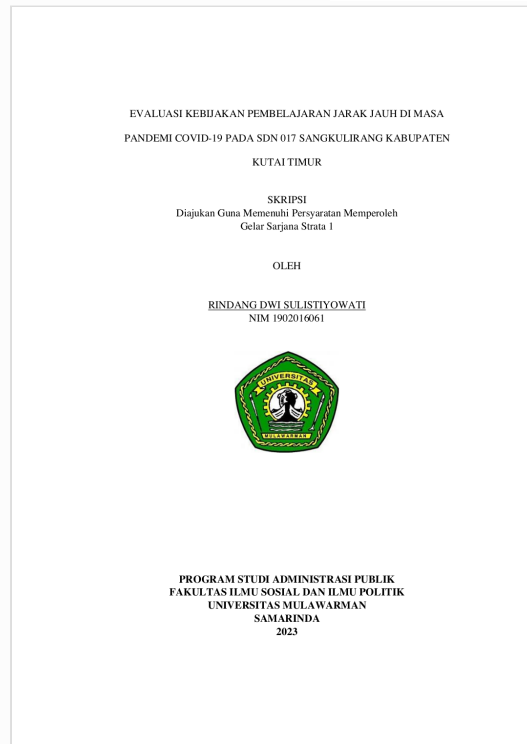 EVALUASI KEBIJAKAN PEMBELAJARAN JARAK JAUH DI MASA
PANDEMI COVID-19 PADA SDN 017 SANGKULIRANG KABUPATEN
KUTAI TIMUR
SKRIPSI
Diajukan Guna Memenuhi Persyaratan Memperoleh
Gelar Sarjana Strata 1
OLEH
RINDANG DWI SULISTIYOWATI
NIM 1902016061
UNIVERSITAS
MULAWARMAN
PROGRAM STUDI ADMINISTRASI PUBLIK
FAKULTAS ILMU SOSIAL DAN ILMU POLITIK
UNIVERSITAS MULAWARMAN
SAMARINDA
2023